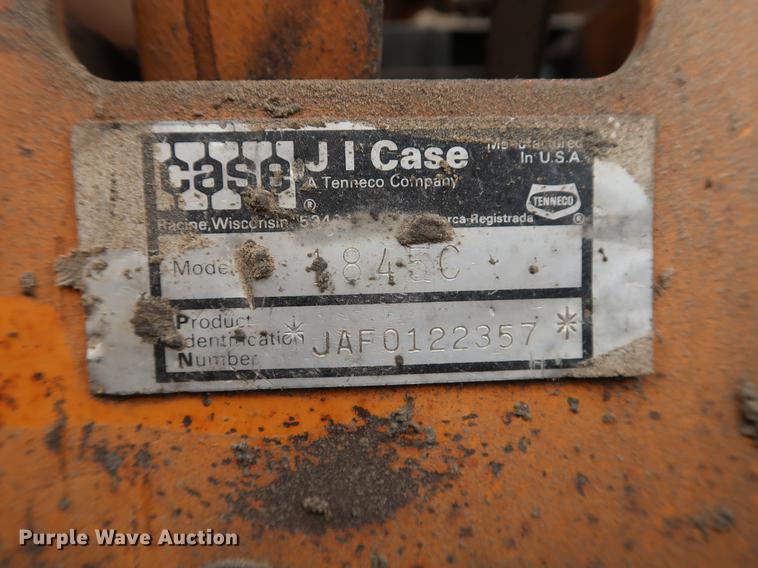 case
J I Case
Manufactured
In U.S.A.
A Tenneco Company
®
TENNECO
Racine, Wisconsin, Marca Registrada ®
Model 1845C
Product
Identification
Number
*JAF0122357*
Purple Wave Auction